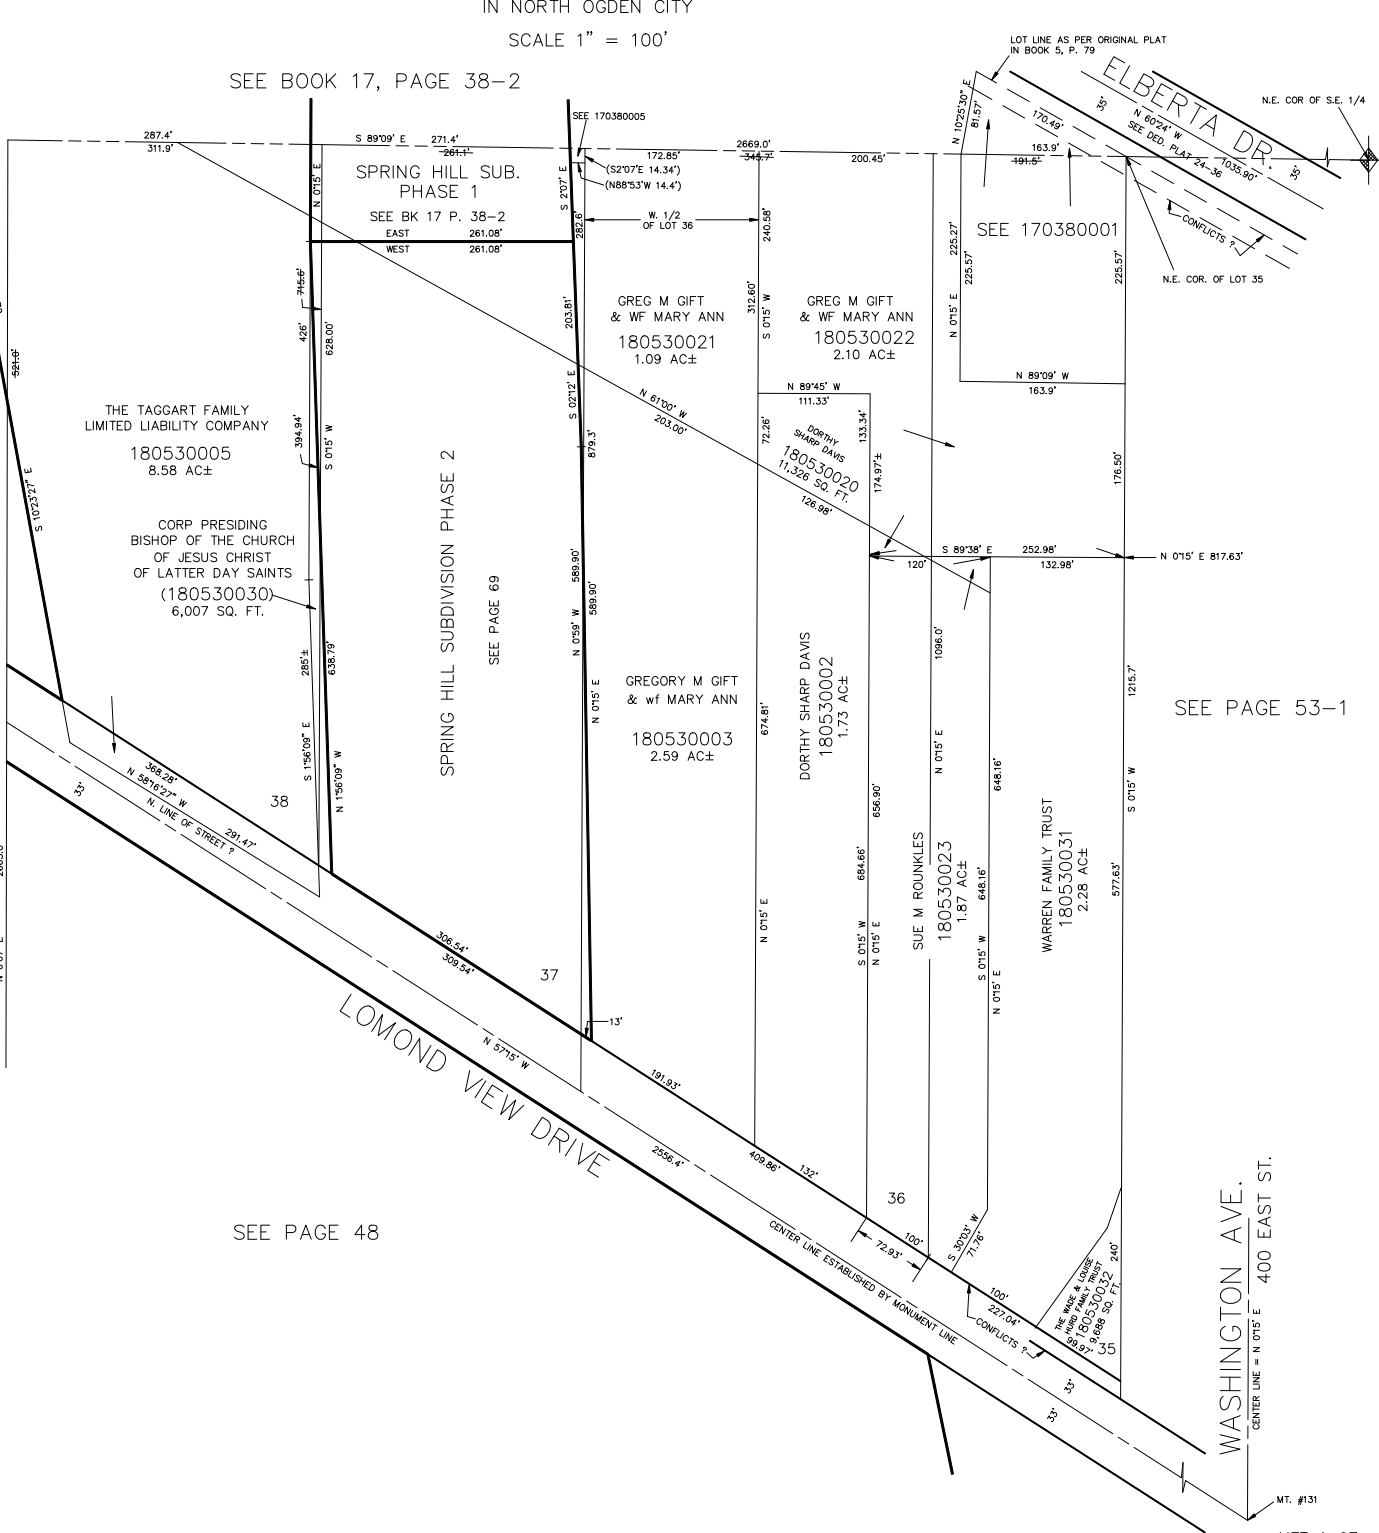 IN NORTH OGDEN CITY
SCALE 1" = 100'
SEE BOOK 17, PAGE 38-2
LOT LINE AS PER ORIGINAL PLAT
IN BOOK 5, P. 79
ELBERTA DR.
N 60°24' W
1035.90'
SEE DED. PLAT 24-36
35'
35'
N.E. COR OF S.E. 1/4
N 10°25'30" E
81.57'
170.49'
SEE 170380005
287.4'
311.9'
S 89°09' E
271.4'
261.1'
2669.0'
172.85'
345.7'
200.45'
163.9'
191.5'
(S2°07'E 14.34')
(N88°53'W 14.4')
SPRING HILL SUB.
PHASE 1
SEE BK 17 P. 38-2
EAST 261.08'
WEST 261.08'
N 0°15' E
S 2°07' E
282.6'
W. 1/2
OF LOT 36
240.58'
SEE 170380001
CONFLICTS ?
N.E. COR. OF LOT 35
225.27'
225.57'
225.57'
N 0°15' E
715.6'
426'
628.00'
203.81'
312.60'
S 0°15' W
GREG M GIFT
& WF MARY ANN
180530021
1.09 AC±
GREG M GIFT
& WF MARY ANN
180530022
2.10 AC±
521.0'
S 02°12' E
N 61°00' W
203.00'
N 89°45' W
111.33'
N 89°09' W
163.9'
THE TAGGART FAMILY
LIMITED LIABILITY COMPANY
180530005
8.58 AC±
394.94'
S 0°15' W
879.3'
72.26'
133.34'
174.97'±
DORTHY
SHARP DAVIS
180530020
11,326 SQ. FT.
126.98'
176.50'
S 10°23'27" E
CORP PRESIDING
BISHOP OF THE CHURCH
OF JESUS CHRIST
OF LATTER DAY SAINTS
(180530030)
6,007 SQ. FT.
SPRING HILL SUBDIVISION PHASE 2
SEE PAGE 69
589.90'
589.90'
N 0°59' W
N 0°15' E
S 89°38' E
252.98'
120'
132.98'
N 0°15' E 817.63'
285'±
638.79'
S 1°56'09" E
N 1°56'09" W
GREGORY M GIFT
& wf MARY ANN
180530003
2.59 AC±
674.81'
N 0°15' E
DORTHY SHARP DAVIS
180530002
1.73 AC±
656.90'
684.66'
S 0°15' W
N 0°15' E
1096.0'
N 0°15' E
SUE M ROUNKLES
180530023
1.87 AC±
648.16'
648.16'
S 0°15' W
N 0°15' E
WARREN FAMILY TRUST
180530031
2.28 AC±
1215.7'
S 0°15' W
577.63'
SEE PAGE 53-1
368.28'
N 58°16'27" W
N. LINE OF STREET ?
291.47'
33'
38
306.54'
309.54'
37
13'
LOMOND VIEW DRIVE
N 57°15' W
191.93'
2556.4'
409.86'
132'
36
100'
72.93'
S 30°03' W
71.76'
CENTER LINE ESTABLISHED BY MONUMENT LINE
100'
227.04'
CONFLICTS ?
THE WADE & LOUISE
HURD FAMILY TRUST
180530032
9,688 SQ. FT.
99.97'
240'
35
33'
33'
SEE PAGE 48
WASHINGTON AVE.
400 EAST ST.
CENTER LINE = N 0°15' E
MT. #131